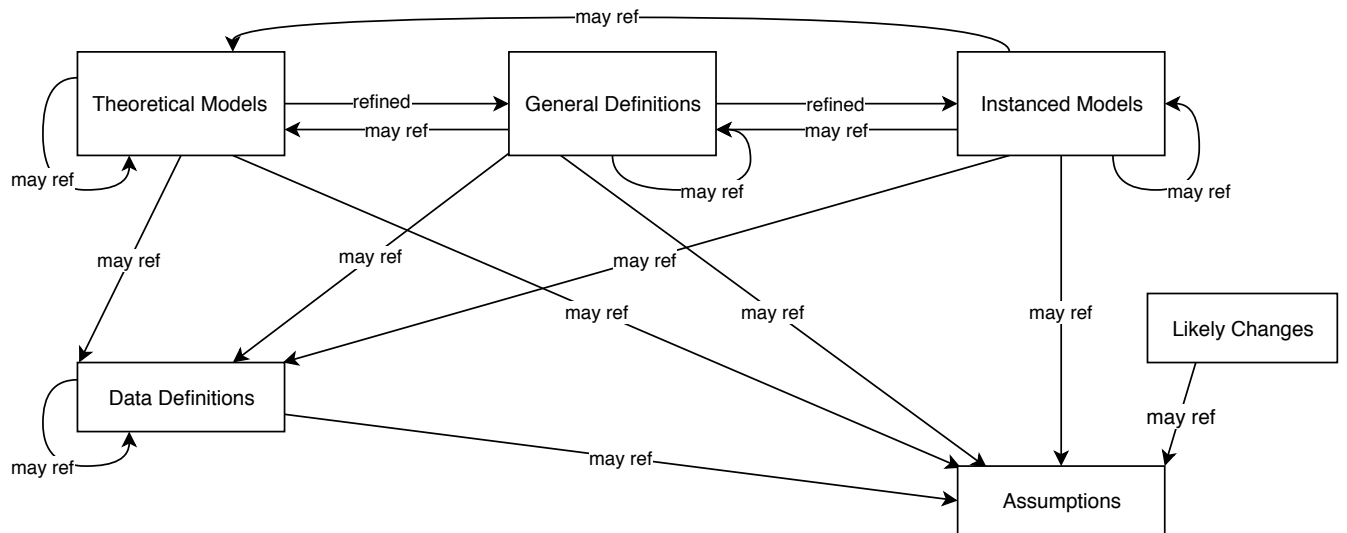 may ref
Theoretical Models
refined
General Definitions
refined
Instanced Models
may ref
may ref
may ref
may ref
may ref
may ref
may ref
may ref
may ref
may ref
may ref
may ref
Likely Changes
Data Definitions
may ref
may ref
may ref
Assumptions